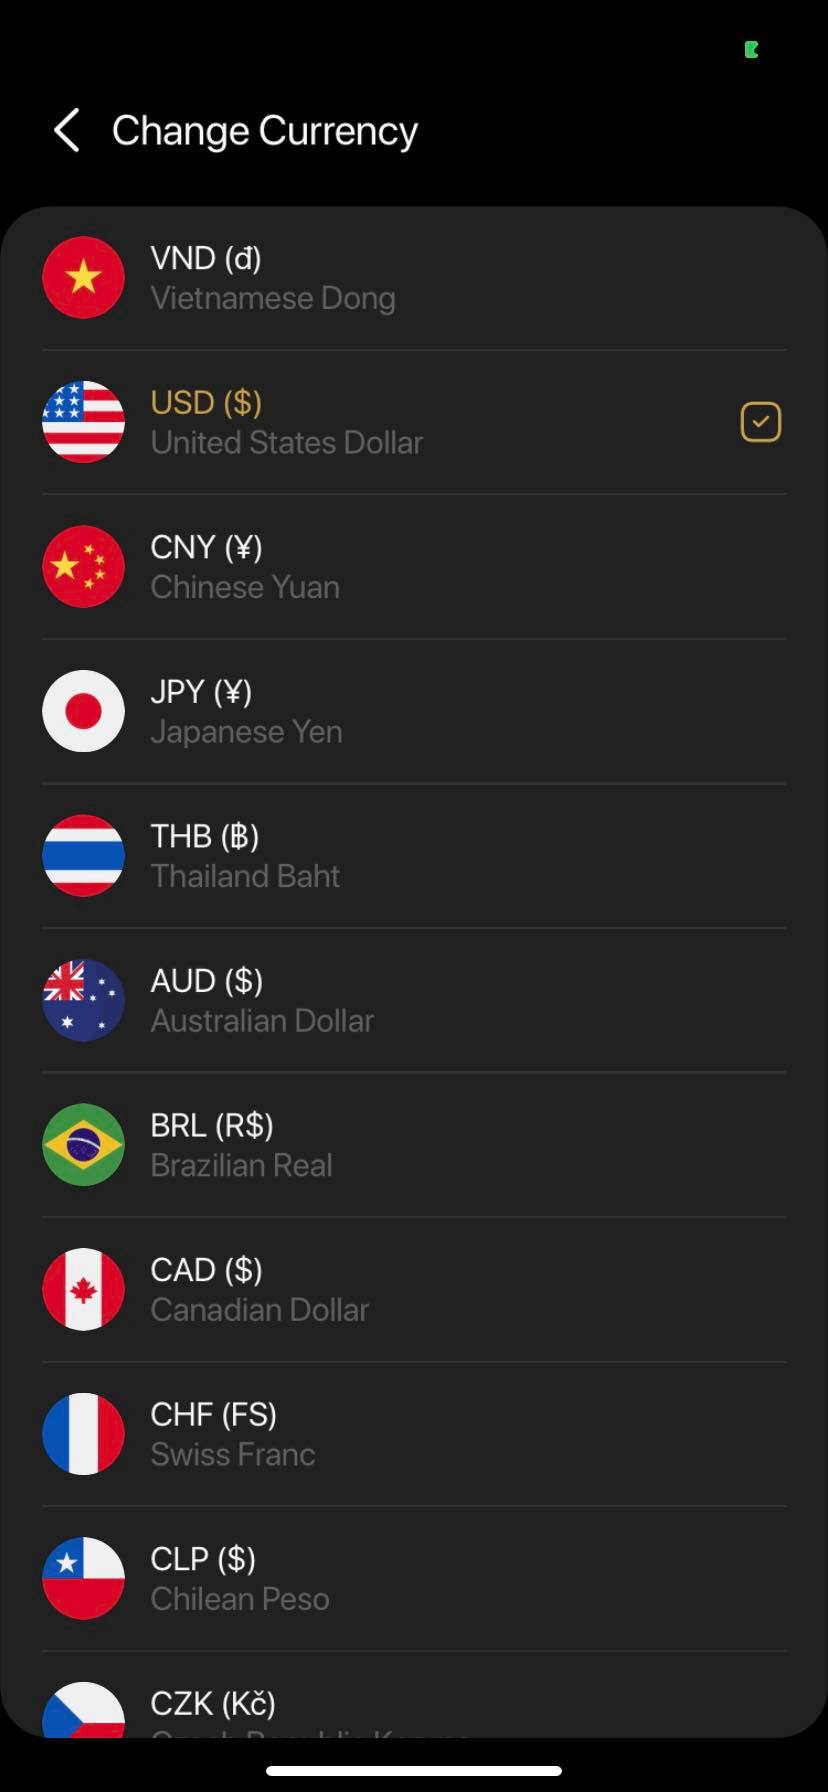 Change Currency
VND (đ)
Vietnamese Dong
USD ($)
United States Dollar
CNY (¥)
Chinese Yuan
JPY (¥)
Japanese Yen
THB (฿)
Thailand Baht
AUD ($)
Australian Dollar
BRL (R$)
Brazilian Real
CAD ($)
Canadian Dollar
CHF (FS)
Swiss Franc
CLP ($)
Chilean Peso
CZK (Kč)